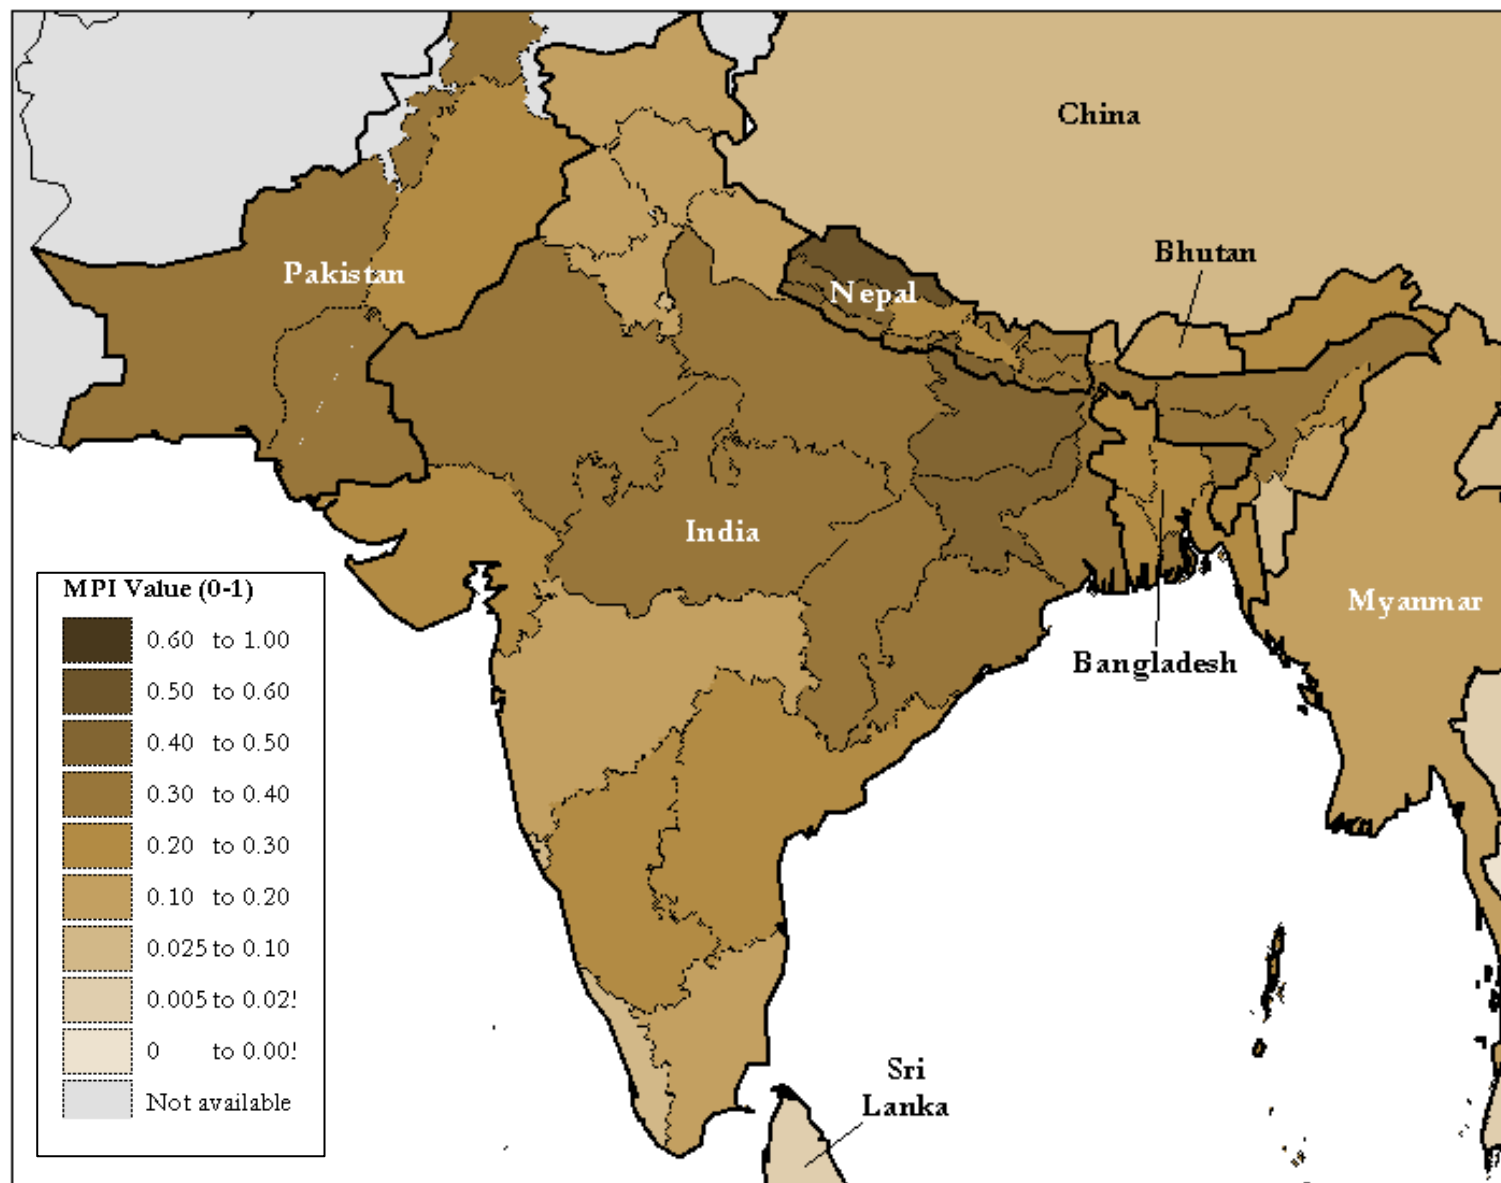 China
Bhutan
Pakistan
Nepal
India
MPI Value (0-1)
0.60 to 1.00
0.50 to 0.60
0.40 to 0.50
0.30 to 0.40
0.20 to 0.30
0.10 to 0.20
0.025 to 0.10
0.005 to 0.02!
0 to 0.00!
Not available
Myanmar
Bangladesh
Sri
Lanka